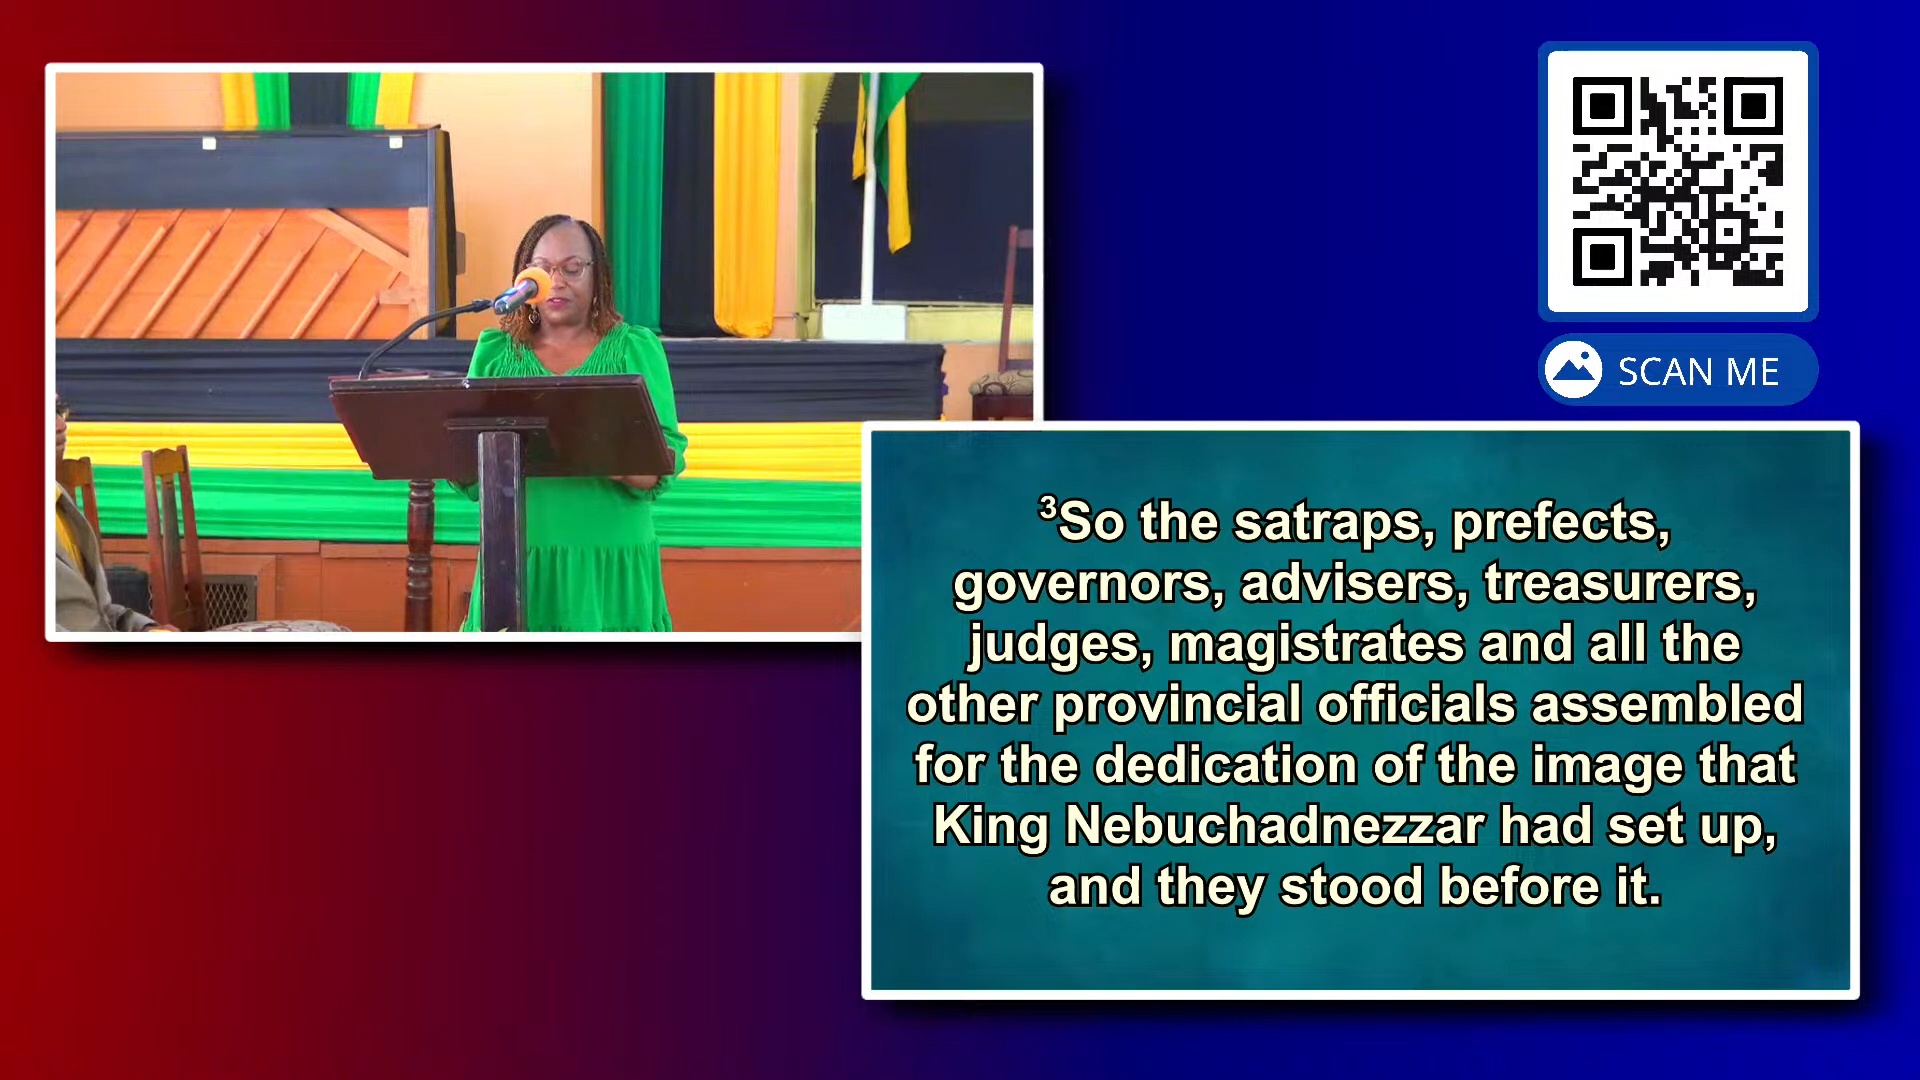 SCAN ME
³So the satraps, prefects,
governors, advisers, treasurers,
judges, magistrates and all the
other provincial officials assembled
for the dedication of the image that
King Nebuchadnezzar had set up,
and they stood before it.